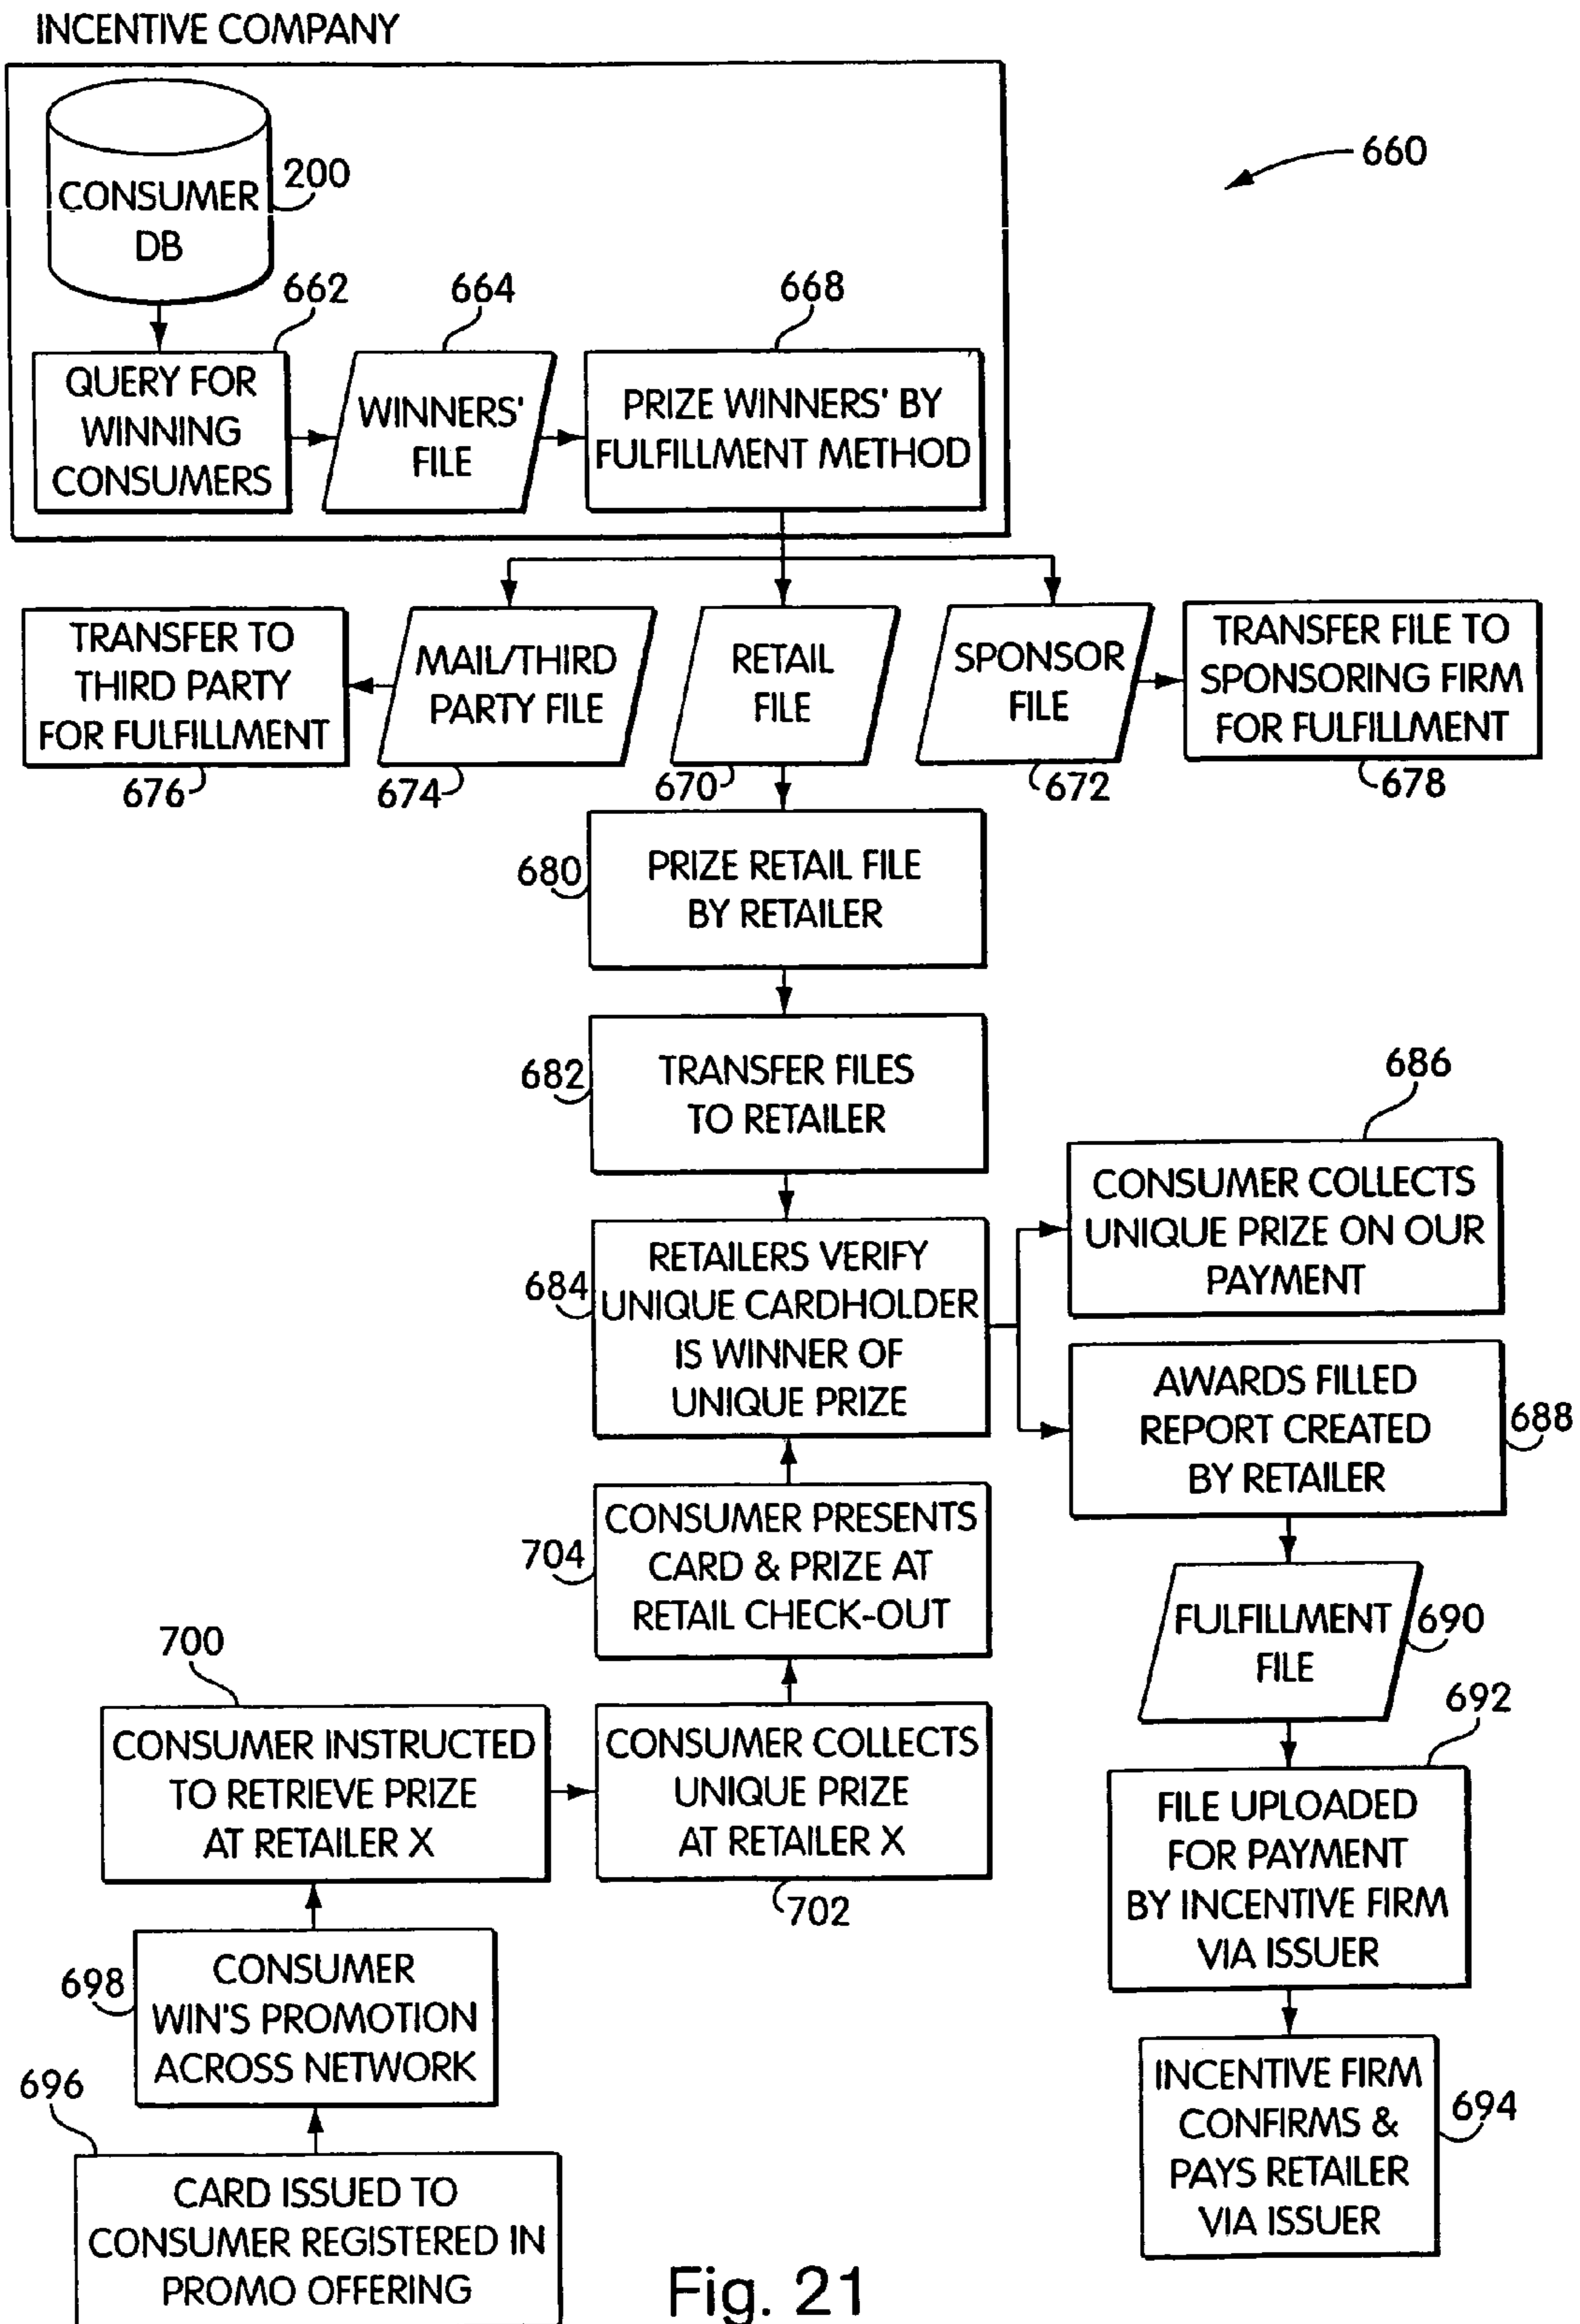 INCENTIVE COMPANY
660
CONSUMER
DB
200
662
664
668
QUERY FOR
WINNING
CONSUMERS
WINNERS'
FILE
PRIZE WINNERS' BY
FULFILLMENT METHOD
TRANSFER TO
THIRD PARTY
FOR FULFILLMENT
676
MAIL/THIRD
PARTY FILE
674
RETAIL
FILE
670
SPONSOR
FILE
672
TRANSFER FILE TO
SPONSORING FIRM
FOR FULFILLMENT
678
680
PRIZE RETAIL FILE
BY RETAILER
682
TRANSFER FILES
TO RETAILER
684
RETAILERS VERIFY
UNIQUE CARDHOLDER
IS WINNER OF
UNIQUE PRIZE
686
CONSUMER COLLECTS
UNIQUE PRIZE ON OUR
PAYMENT
AWARDS FILLED
REPORT CREATED
BY RETAILER
688
704
CONSUMER PRESENTS
CARD & PRIZE AT
RETAIL CHECK-OUT
FULFILLMENT
FILE
690
700
CONSUMER INSTRUCTED
TO RETRIEVE PRIZE
AT RETAILER X
CONSUMER COLLECTS
UNIQUE PRIZE
AT RETAILER X
702
692
FILE UPLOADED
FOR PAYMENT
BY INCENTIVE FIRM
VIA ISSUER
698
CONSUMER
WIN'S PROMOTION
ACROSS NETWORK
INCENTIVE FIRM
CONFIRMS &
PAYS RETAILER
VIA ISSUER
694
696
CARD ISSUED TO
CONSUMER REGISTERED IN
PROMO OFFERING
Fig. 21